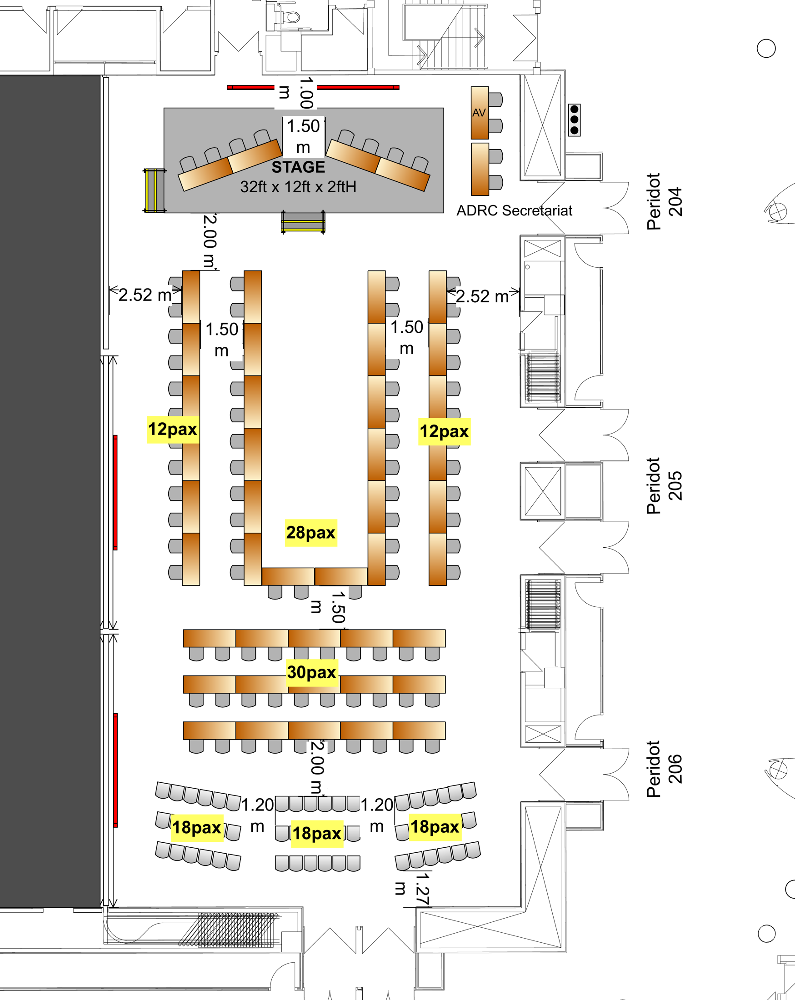 1.00
m
AV
1.50
m
STAGE
32ft x 12ft x 2ftH
ADRC Secretariat
Peridot
204
2.00 m
2.52 m
2.52 m
1.50
m
1.50
m
12pax
12pax
Peridot
205
28pax
1.50
m
30pax
2.00 m
Peridot
206
1.20
m
1.20
m
18pax
18pax
18pax
1.27
m